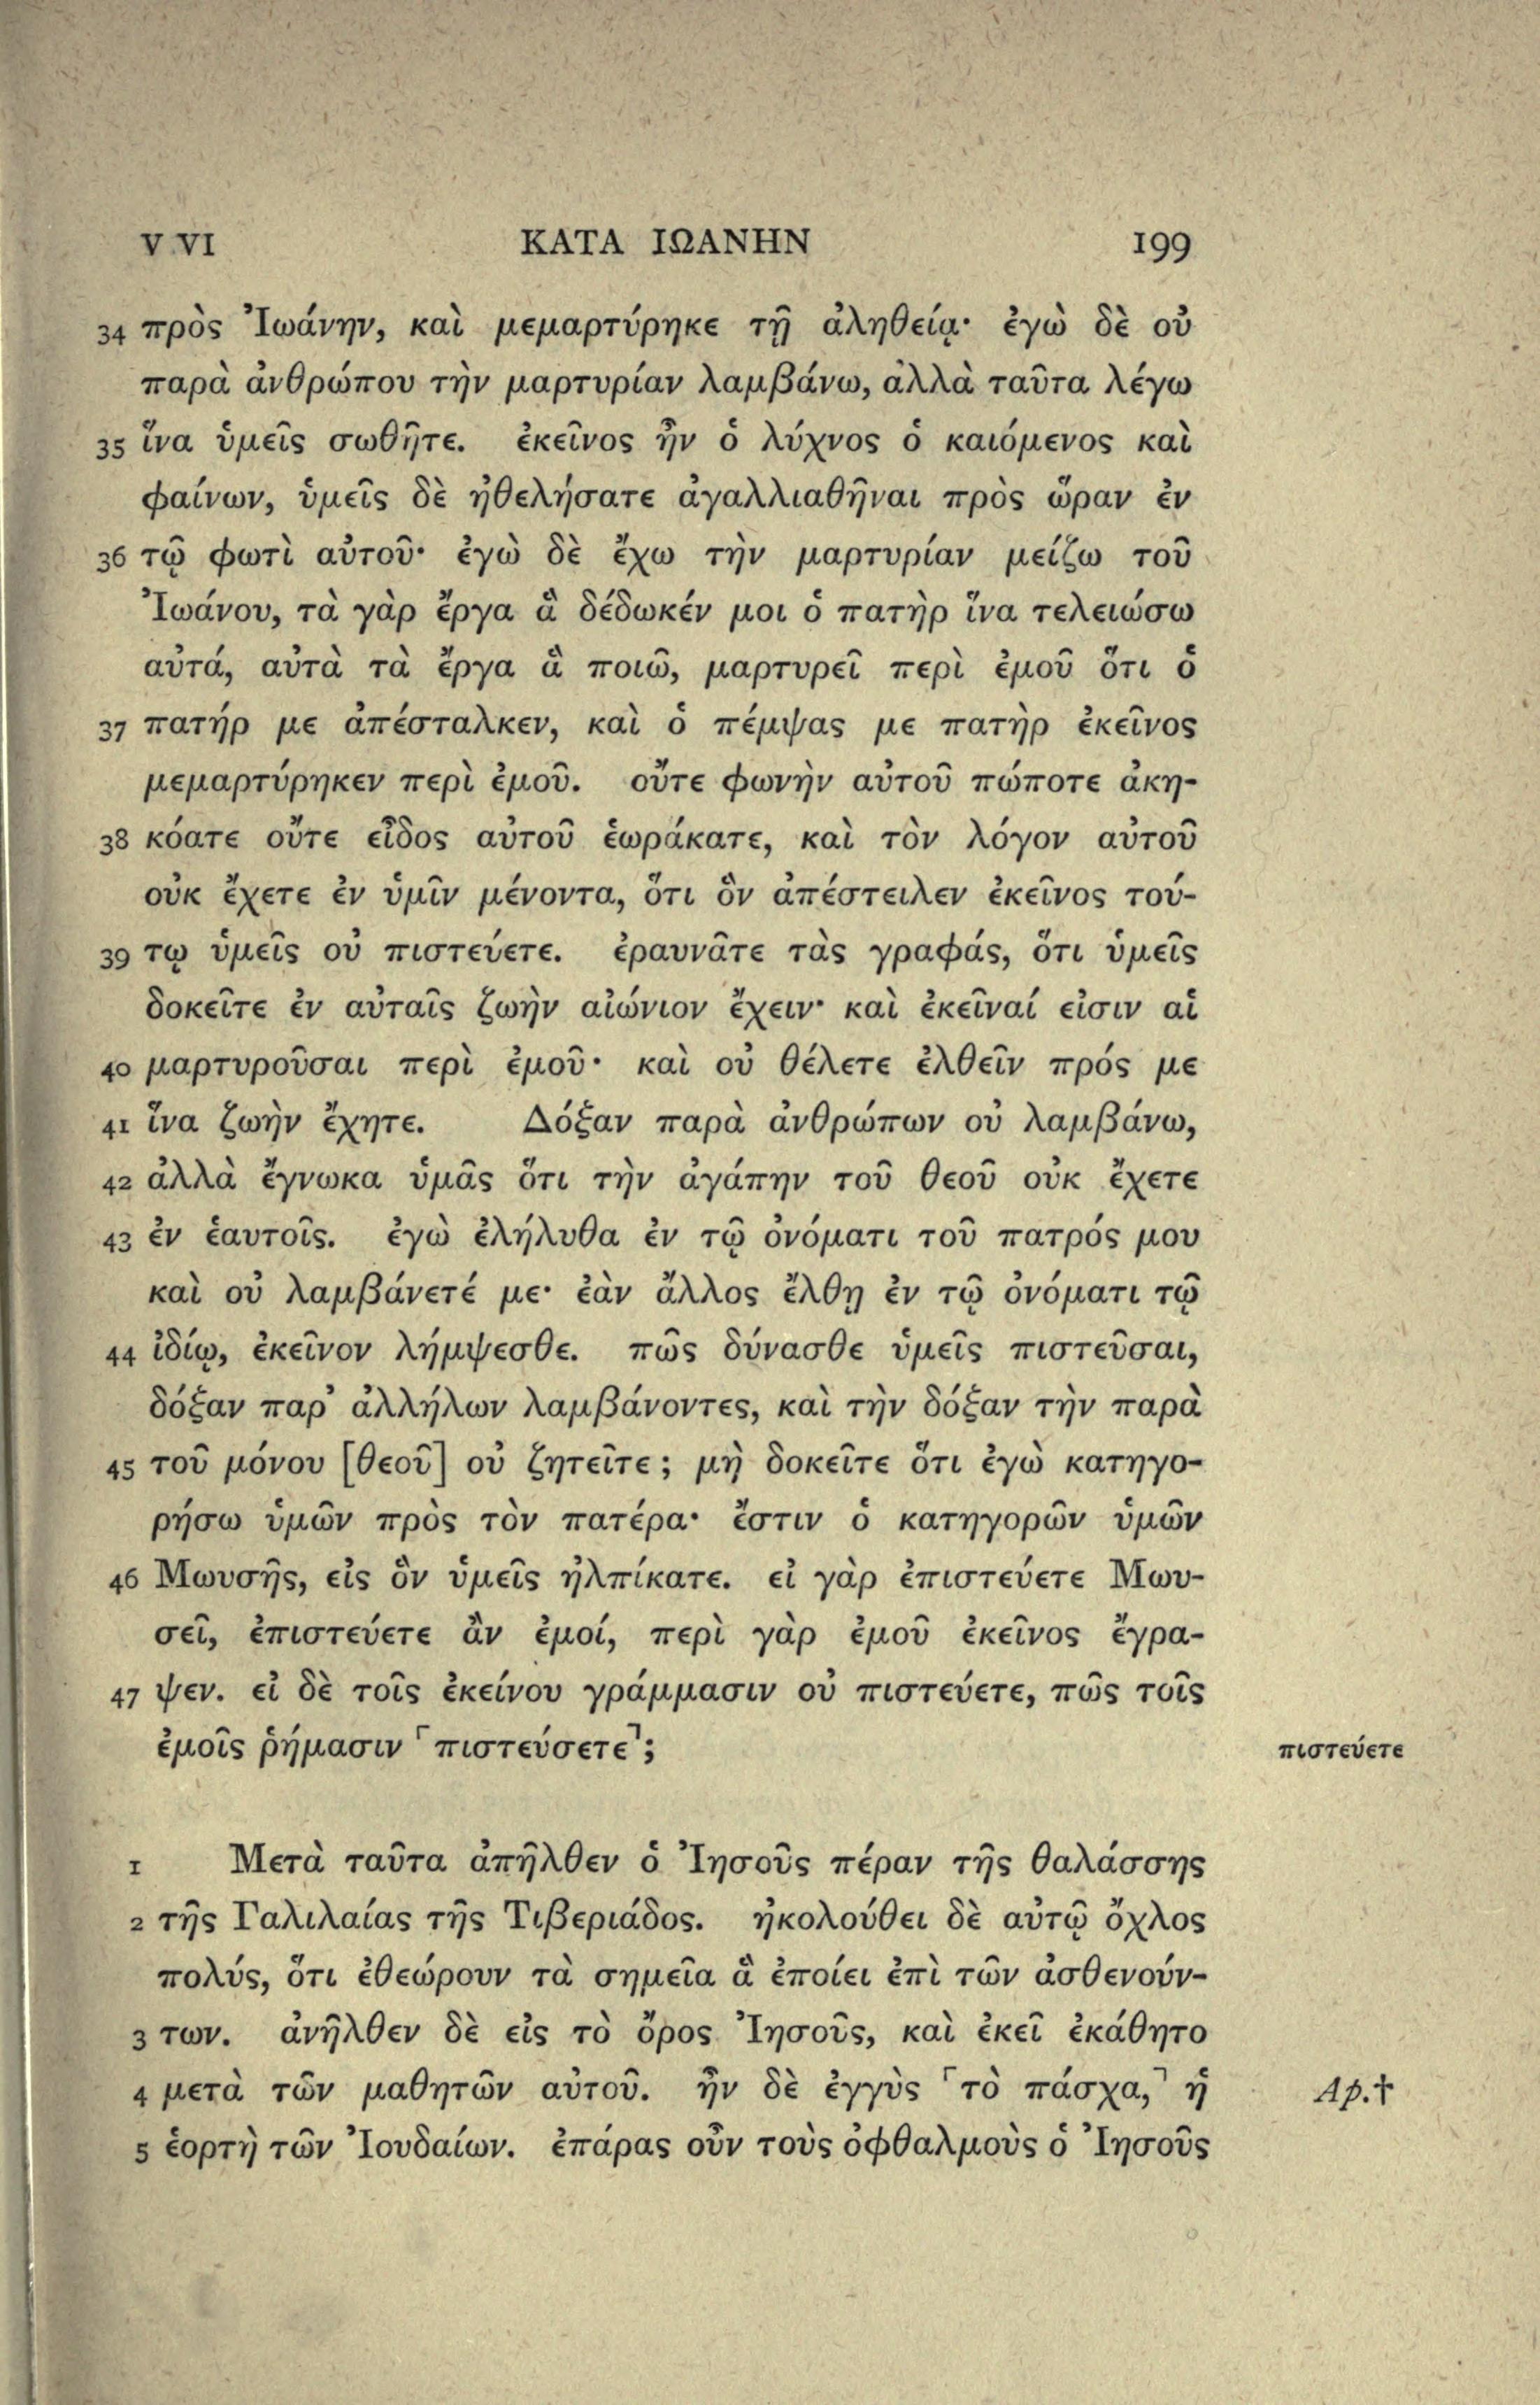 V VI ΚΑΤΑ ΙΩΑΝΗΝ 199
34 πρὸς Ἰωάνην, καὶ μεμαρτύρηκε τῇ ἀληθείᾳ· ἐγὼ δὲ οὐ
παρὰ ἀνθρώπου τὴν μαρτυρίαν λαμβάνω, ἀλλὰ ταῦτα λέγω
35 ἵνα ὑμεῖς σωθῆτε. ἐκεῖνος ἦν ὁ λύχνος ὁ καιόμενος καὶ
φαίνων, ὑμεῖς δὲ ἠθελήσατε ἀγαλλιαθῆναι πρὸς ὥραν ἐν
36 τῷ φωτὶ αὐτοῦ· ἐγὼ δὲ ἔχω τὴν μαρτυρίαν μείζω τοῦ
Ἰωάνου, τὰ γὰρ ἔργα ἃ δέδωκέν μοι ὁ πατὴρ ἵνα τελειώσω
αὐτά, αὐτὰ τὰ ἔργα ἃ ποιῶ, μαρτυρεῖ περὶ ἐμοῦ ὅτι ὁ
37 πατήρ με ἀπέσταλκεν, καὶ ὁ πέμψας με πατὴρ ἐκεῖνος
μεμαρτύρηκεν περὶ ἐμοῦ. οὔτε φωνὴν αὐτοῦ πώποτε ἀκη-
38 κόατε οὔτε εἶδος αὐτοῦ ἑωράκατε, καὶ τὸν λόγον αὐτοῦ
οὐκ ἔχετε ἐν ὑμῖν μένοντα, ὅτι ὃν ἀπέστειλεν ἐκεῖνος τού-
39 τῳ ὑμεῖς οὐ πιστεύετε. ἐραυνᾶτε τὰς γραφάς, ὅτι ὑμεῖς
δοκεῖτε ἐν αὐταῖς ζωὴν αἰώνιον ἔχειν· καὶ ἐκεῖναί εἰσιν αἱ
40 μαρτυροῦσαι περὶ ἐμοῦ· καὶ οὐ θέλετε ἐλθεῖν πρός με
41 ἵνα ζωὴν ἔχητε. Δόξαν παρὰ ἀνθρώπων οὐ λαμβάνω,
42 ἀλλὰ ἔγνωκα ὑμᾶς ὅτι τὴν ἀγάπην τοῦ θεοῦ οὐκ ἔχετε
43 ἐν ἑαυτοῖς. ἐγὼ ἐλήλυθα ἐν τῷ ὀνόματι τοῦ πατρός μου
καὶ οὐ λαμβάνετέ με· ἐὰν ἄλλος ἔλθῃ ἐν τῷ ὀνόματι τῷ
44 ἰδίῳ, ἐκεῖνον λήμψεσθε. πῶς δύνασθε ὑμεῖς πιστεῦσαι,
δόξαν παρ᾽ ἀλλήλων λαμβάνοντες, καὶ τὴν δόξαν τὴν παρὰ
45 τοῦ μόνου [θεοῦ] οὐ ζητεῖτε; μὴ δοκεῖτε ὅτι ἐγὼ κατηγο-
ρήσω ὑμῶν πρὸς τὸν πατέρα· ἔστιν ὁ κατηγορῶν ὑμῶν
46 Μωυσῆς, εἰς ὃν ὑμεῖς ἠλπίκατε. εἰ γὰρ ἐπιστεύετε Μωυ-
σεῖ, ἐπιστεύετε ἂν ἐμοί, περὶ γὰρ ἐμοῦ ἐκεῖνος ἔγρα-
47 ψεν. εἰ δὲ τοῖς ἐκείνου γράμμασιν οὐ πιστεύετε, πῶς τοῖς
ἐμοῖς ῥήμασιν ⸀πιστεύσετε⸣; πιστεύετε
1 Μετὰ ταῦτα ἀπῆλθεν ὁ Ἰησοῦς πέραν τῆς θαλάσσης
2 τῆς Γαλιλαίας τῆς Τιβεριάδος. ἠκολούθει δὲ αὐτῷ ὄχλος
πολύς, ὅτι ἐθεώρουν τὰ σημεῖα ἃ ἐποίει ἐπὶ τῶν ἀσθενούν-
3 των. ἀνῆλθεν δὲ εἰς τὸ ὄρος Ἰησοῦς, καὶ ἐκεῖ ἐκάθητο
4 μετὰ τῶν μαθητῶν αὐτοῦ. ἦν δὲ ἐγγὺς ⸀τὸ πάσχα,⸣ ἡ Ap.†
5 ἑορτὴ τῶν Ἰουδαίων. ἐπάρας οὖν τοὺς ὀφθαλμοὺς ὁ Ἰησοῦς